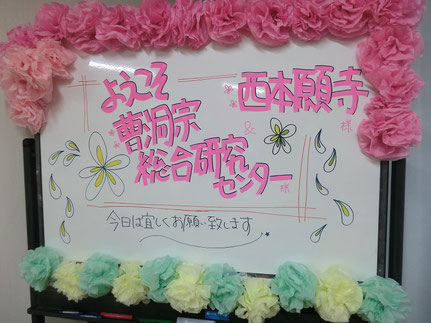 ようこそ
曹洞宗
総合研究
センター様
&
西本願寺
様
今日は宜しくお願い致します